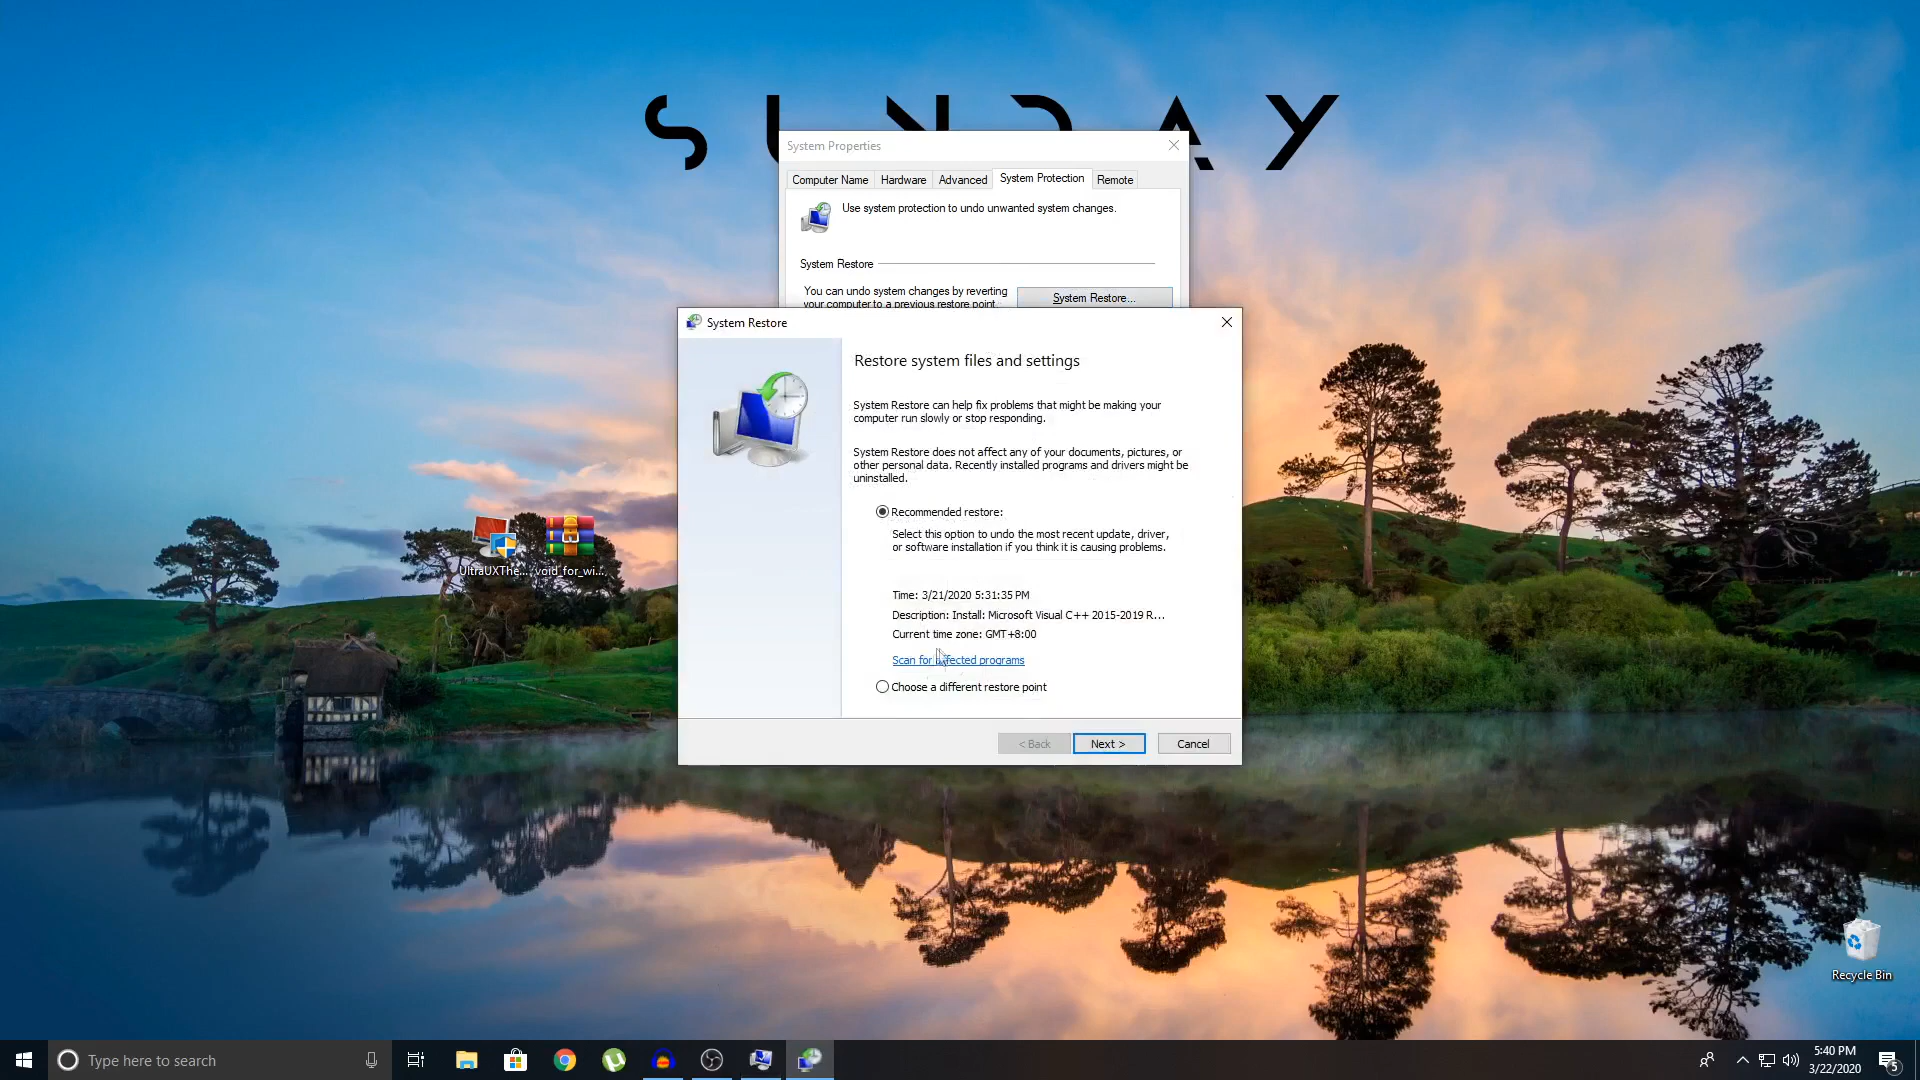 SUNDAY
System Properties
Computer Name
Hardware
Advanced
System Protection
Remote
Use system protection to undo unwanted system changes.
System Restore
You can undo system changes by reverting
your computer to a previous restore point.
System Restore...
System Restore
Restore system files and settings
System Restore can help fix problems that might be making your
computer run slowly or stop responding.
System Restore does not affect any of your documents, pictures, or
other personal data. Recently installed programs and drivers might be
uninstalled.
Recommended restore:
Select this option to undo the most recent update, driver,
or software installation if you think it is causing problems.
Time: 3/21/2020 5:31:35 PM
Description: Install: Microsoft Visual C++ 2015-2019 R...
Current time zone: GMT+8:00
Scan for affected programs
Choose a different restore point
< Back
Next >
Cancel
UltraUXThe...
void_for_wi...
Recycle Bin
Type here to search
5:40 PM
3/22/2020
5